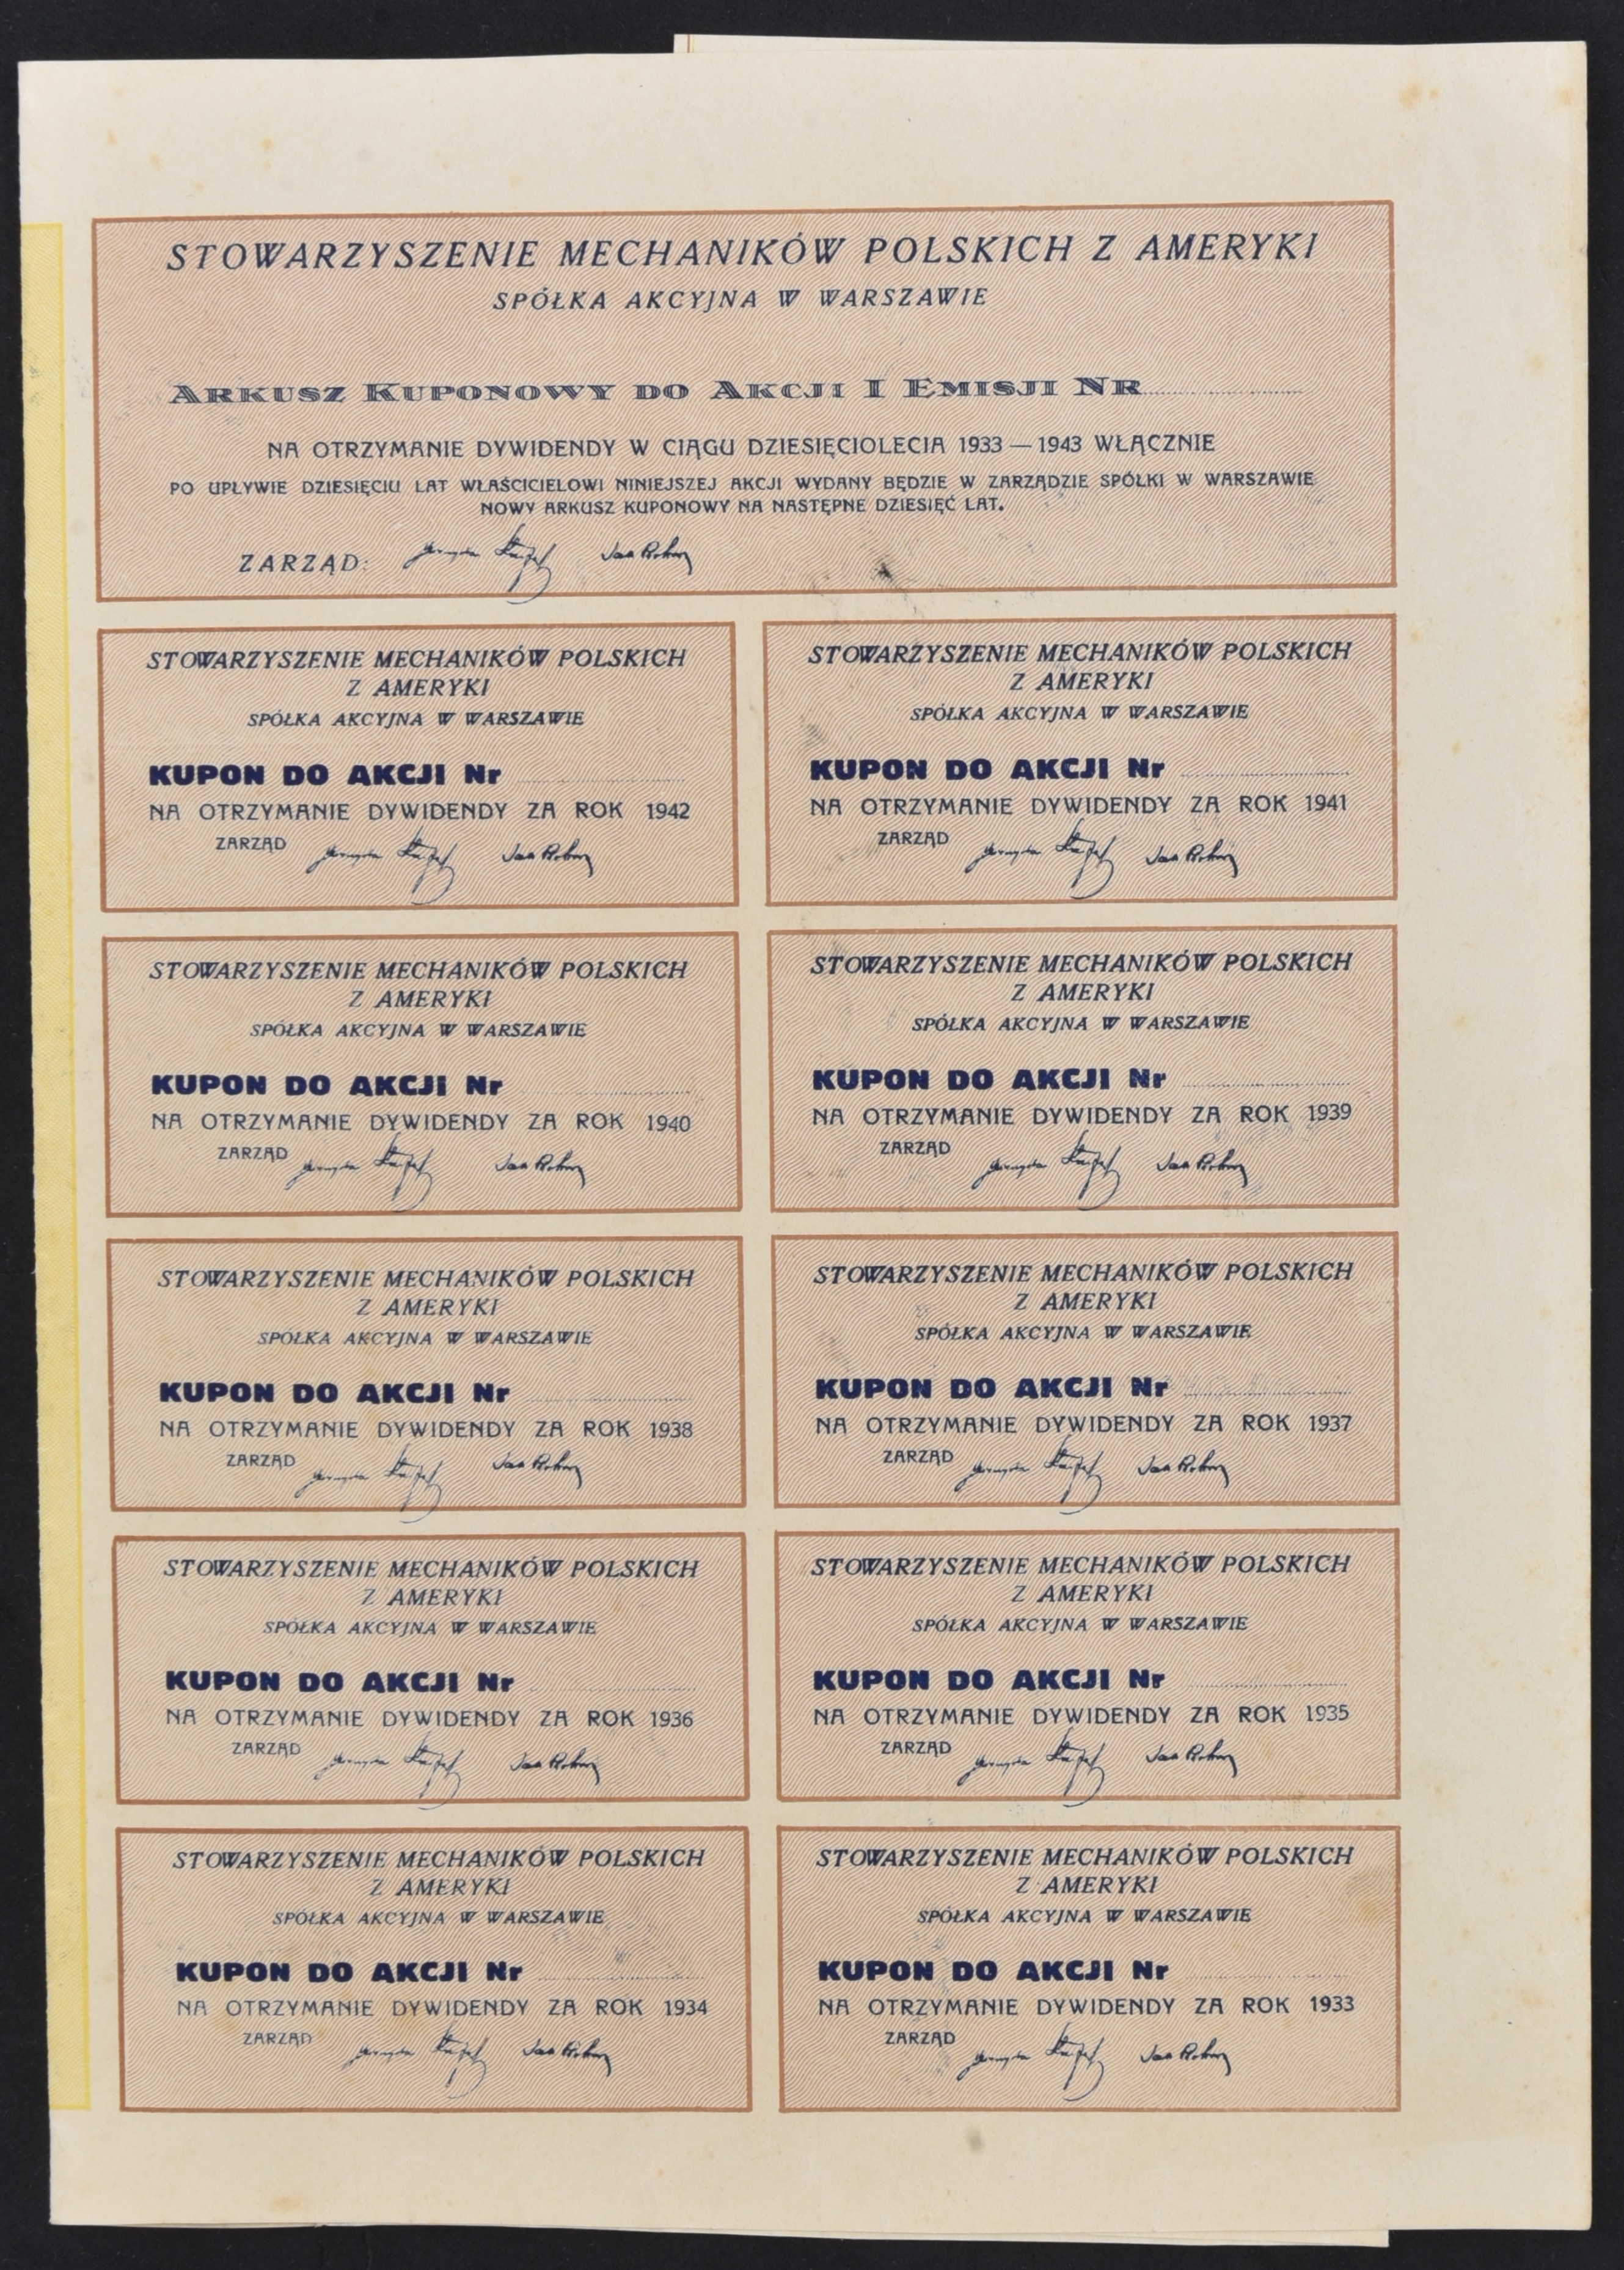 STOWARZYSZENIE MECHANIKÓW POLSKICH Z AMERYKI
SPÓŁKA AKCYJNA W WARSZAWIE
ARKUSZ KUPONOWY DO AKCJI I EMISJI NR
NA OTRZYMANIE DYWIDENDY W CIĄGU DZIESIĘCIOLECIA 1933 — 1943 WŁĄCZNIE
PO UPŁYWIE DZIESIĘCIU LAT WŁAŚCICIELOWI NINIEJSZEJ AKCJI WYDANY BĘDZIE W ZARZĄDZIE SPÓŁKI W WARSZAWIE
NOWY ARKUSZ KUPONOWY NA NASTĘPNE DZIESIĘĆ LAT.
ZARZĄD: Jan
STOWARZYSZENIE MECHANIKÓW POLSKICH
Z AMERYKI
SPÓŁKA AKCYJNA W WARSZAWIE
KUPON DO AKCJI Nr
NA OTRZYMANIE DYWIDENDY ZA ROK 1942
ZARZĄD Jan
STOWARZYSZENIE MECHANIKÓW POLSKICH
Z AMERYKI
SPÓŁKA AKCYJNA W WARSZAWIE
KUPON DO AKCJI Nr
NA OTRZYMANIE DYWIDENDY ZA ROK 1941
ZARZĄD Jan
STOWARZYSZENIE MECHANIKÓW POLSKICH
Z AMERYKI
SPÓŁKA AKCYJNA W WARSZAWIE
KUPON DO AKCJI Nr
NA OTRZYMANIE DYWIDENDY ZA ROK 1940
ZARZĄD Jan
STOWARZYSZENIE MECHANIKÓW POLSKICH
Z AMERYKI
SPÓŁKA AKCYJNA W WARSZAWIE
KUPON DO AKCJI Nr
NA OTRZYMANIE DYWIDENDY ZA ROK 1939
ZARZĄD Jan
STOWARZYSZENIE MECHANIKÓW POLSKICH
Z AMERYKI
SPÓŁKA AKCYJNA W WARSZAWIE
KUPON DO AKCJI Nr
NA OTRZYMANIE DYWIDENDY ZA ROK 1938
ZARZĄD Jan
STOWARZYSZENIE MECHANIKÓW POLSKICH
Z AMERYKI
SPÓŁKA AKCYJNA W WARSZAWIE
KUPON DO AKCJI Nr
NA OTRZYMANIE DYWIDENDY ZA ROK 1937
ZARZĄD Jan
STOWARZYSZENIE MECHANIKÓW POLSKICH
Z AMERYKI
SPÓŁKA AKCYJNA W WARSZAWIE
KUPON DO AKCJI Nr
NA OTRZYMANIE DYWIDENDY ZA ROK 1936
ZARZĄD Jan
STOWARZYSZENIE MECHANIKÓW POLSKICH
Z AMERYKI
SPÓŁKA AKCYJNA W WARSZAWIE
KUPON DO AKCJI Nr
NA OTRZYMANIE DYWIDENDY ZA ROK 1935
ZARZĄD Jan
STOWARZYSZENIE MECHANIKÓW POLSKICH
Z AMERYKI
SPÓŁKA AKCYJNA W WARSZAWIE
KUPON DO AKCJI Nr
NA OTRZYMANIE DYWIDENDY ZA ROK 1934
ZARZĄD Jan
STOWARZYSZENIE MECHANIKÓW POLSKICH
Z AMERYKI
SPÓŁKA AKCYJNA W WARSZAWIE
KUPON DO AKCJI Nr
NA OTRZYMANIE DYWIDENDY ZA ROK 1933
ZARZĄD Jan